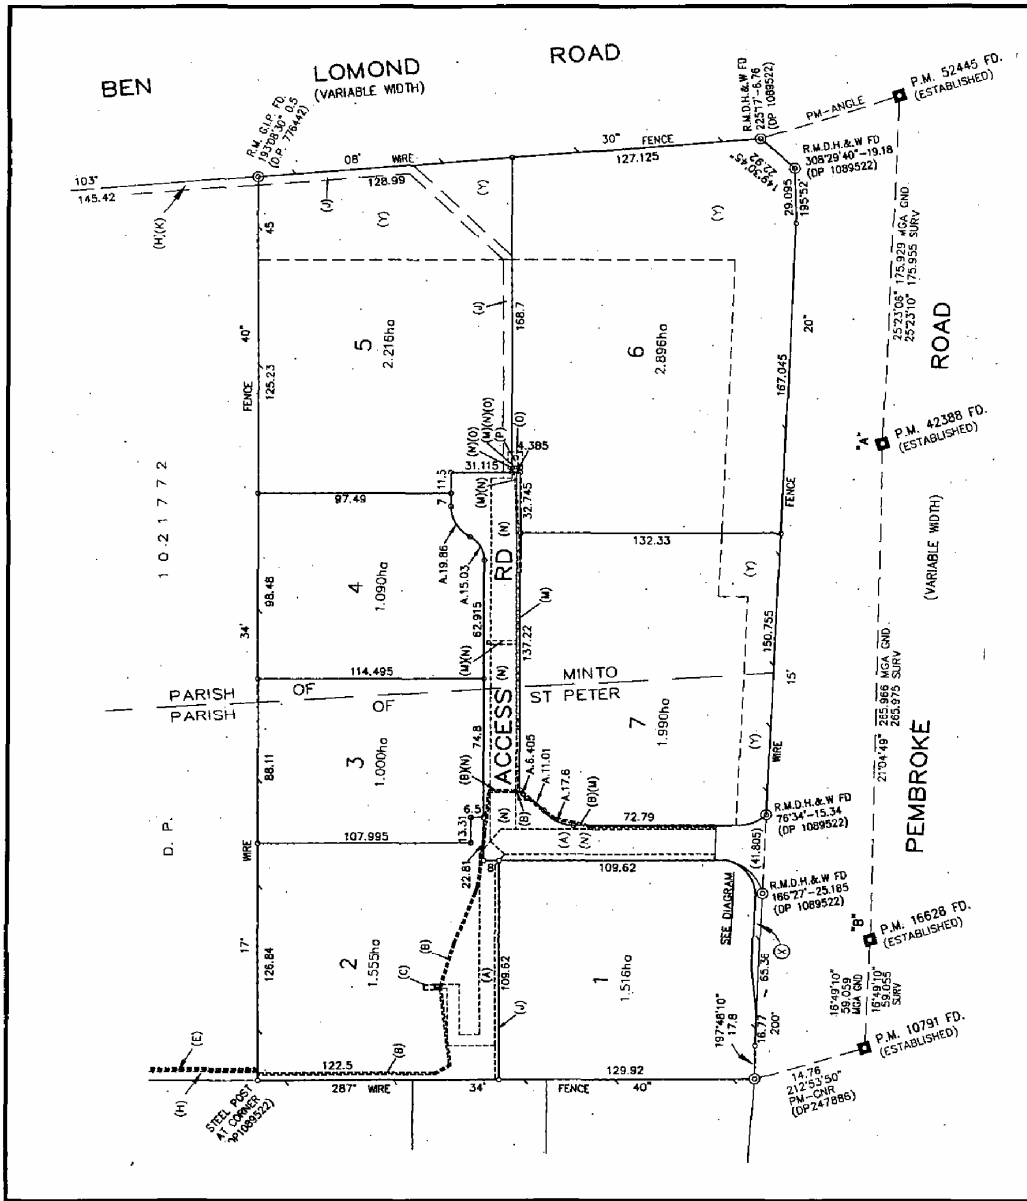 BEN
LOMOND
(VARIABLE WIDTH)
ROAD
P.M. 52445 FD.
(ESTABLISHED)
PM-ANGLE
R.M.D.H.&.W FD
225°17'-6.76
(DP 1089522)
R.M. G.I.P. FD.
193°08'30" 0.5
(D.P. 776442)
R.M.D.H.&.W FD
308°29'40"-19.18
(DP 1089522)
149°30'45"
22.92
103°
145.42
08'
WIRE
128.99
30"
FENCE
127.125
29.095
195°52'
(H)(K)
(J)
(Y)
(Y)
(Y)
45
(J)
168.7
40"
FENCE
125.23
5
2.216ha
6
2.896ha
20"
167.045
FENCE
25°23'08" 175.929 MGA GND
25°23'10" 175.955 SURV
ROAD
"A"
P.M. 42388 FD.
(ESTABLISHED)
(N)(O)
(M)(N)(O)
(P)
(O)
31.115
4.385
11.5
7
97.49
(M)(N)
32.745
132.33
D.P. 1021772
A.19.86
A.15.03
RD
(N)
(M)
(VARIABLE WIDTH)
4
1.090ha
98.48
34'
62.915
137.22
(Y)
150.755
(M)(N)
114.495
PARISH OF
MINTO
PARISH OF
ST PETER
(N)
15'
3
1.000ha
74.8
ACCESS
7
1.990ha
88.11
(B)(N)
A.6.405
A.11.01
A.17.6
(B)(M)
(B)
(Y)
WIRE
21°04'49" 265.966 MGA GND
265.975 SURV
PEMBROKE
6.5
13.31
(N)
72.79
(A)
(N)
R.M.D.H.&.W FD
76°34'-15.34
(DP 1089522)
WIRE
107.995
22.81
8
109.62
(41.805)
SEE DIAGRAM
R.M.D.H.&.W FD
166°27'-25.185
(DP 1089522)
17'
126.84
2
1.555ha
(B)
(C)
(A)
109.62
1
1.516ha
(X)
65.36
"B"
P.M. 16628 FD.
(ESTABLISHED)
16°49'10"
59.059
MGA GND
16°49'10"
59.055
SURV
(J)
197°48'10"
17.8
16.77
200°
P.M. 10791 FD.
(ESTABLISHED)
(E)
(H)
122.5
(B)
287°
WIRE
34'
FENCE
129.92
40"
14.76
212°53'50"
PM-CNR
(DP247886)
STEEL POST
AT CORNER
(DP1089522)